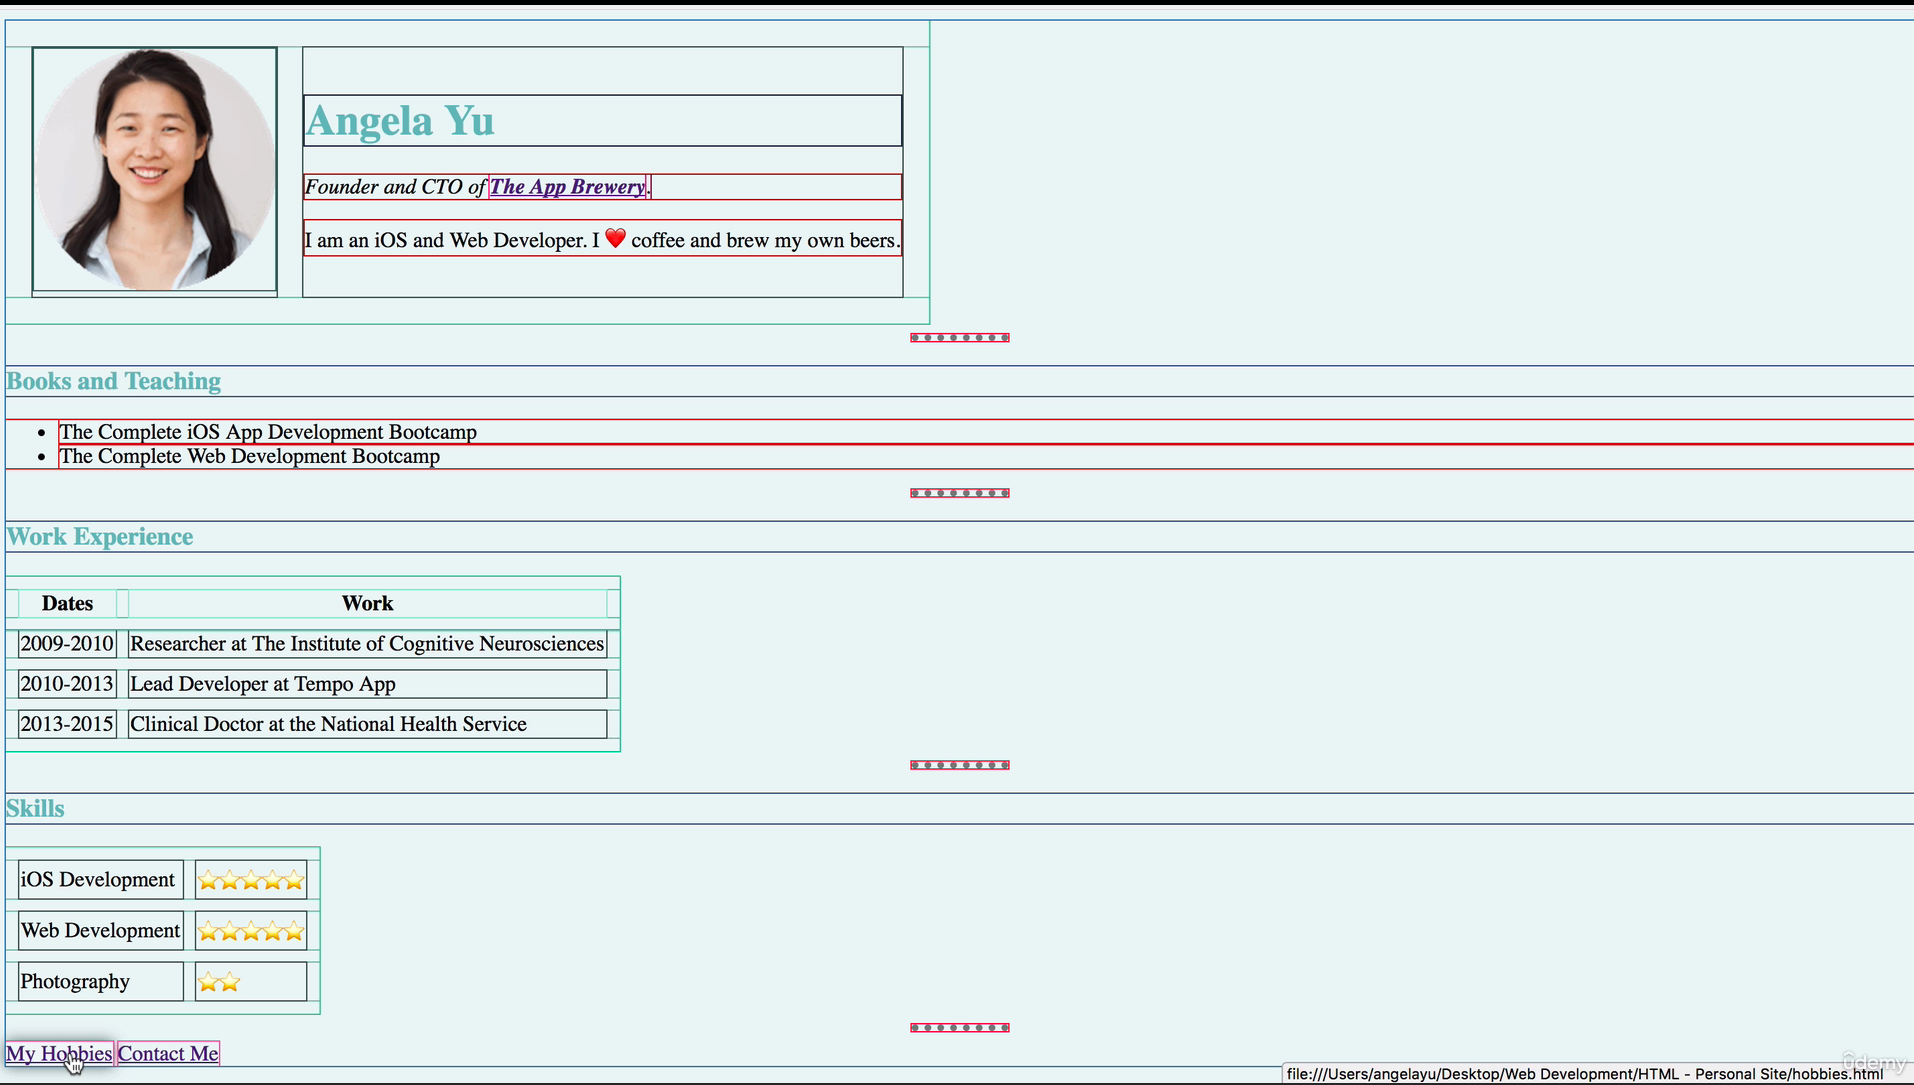 Angela Yu
Founder and CTO of The App Brewery.
I am an iOS and Web Developer. I ❤️ coffee and brew my own beers.
Books and Teaching
• The Complete iOS App Development Bootcamp
• The Complete Web Development Bootcamp
Work Experience
Dates Work
2009-2010 Researcher at The Institute of Cognitive Neurosciences
2010-2013 Lead Developer at Tempo App
2013-2015 Clinical Doctor at the National Health Service
Skills
iOS Development ⭐⭐⭐⭐⭐
Web Development ⭐⭐⭐⭐⭐
Photography ⭐⭐
My Hobbies Contact Me
ûdemy
file:///Users/angelayu/Desktop/Web Development/HTML - Personal Site/hobbies.html